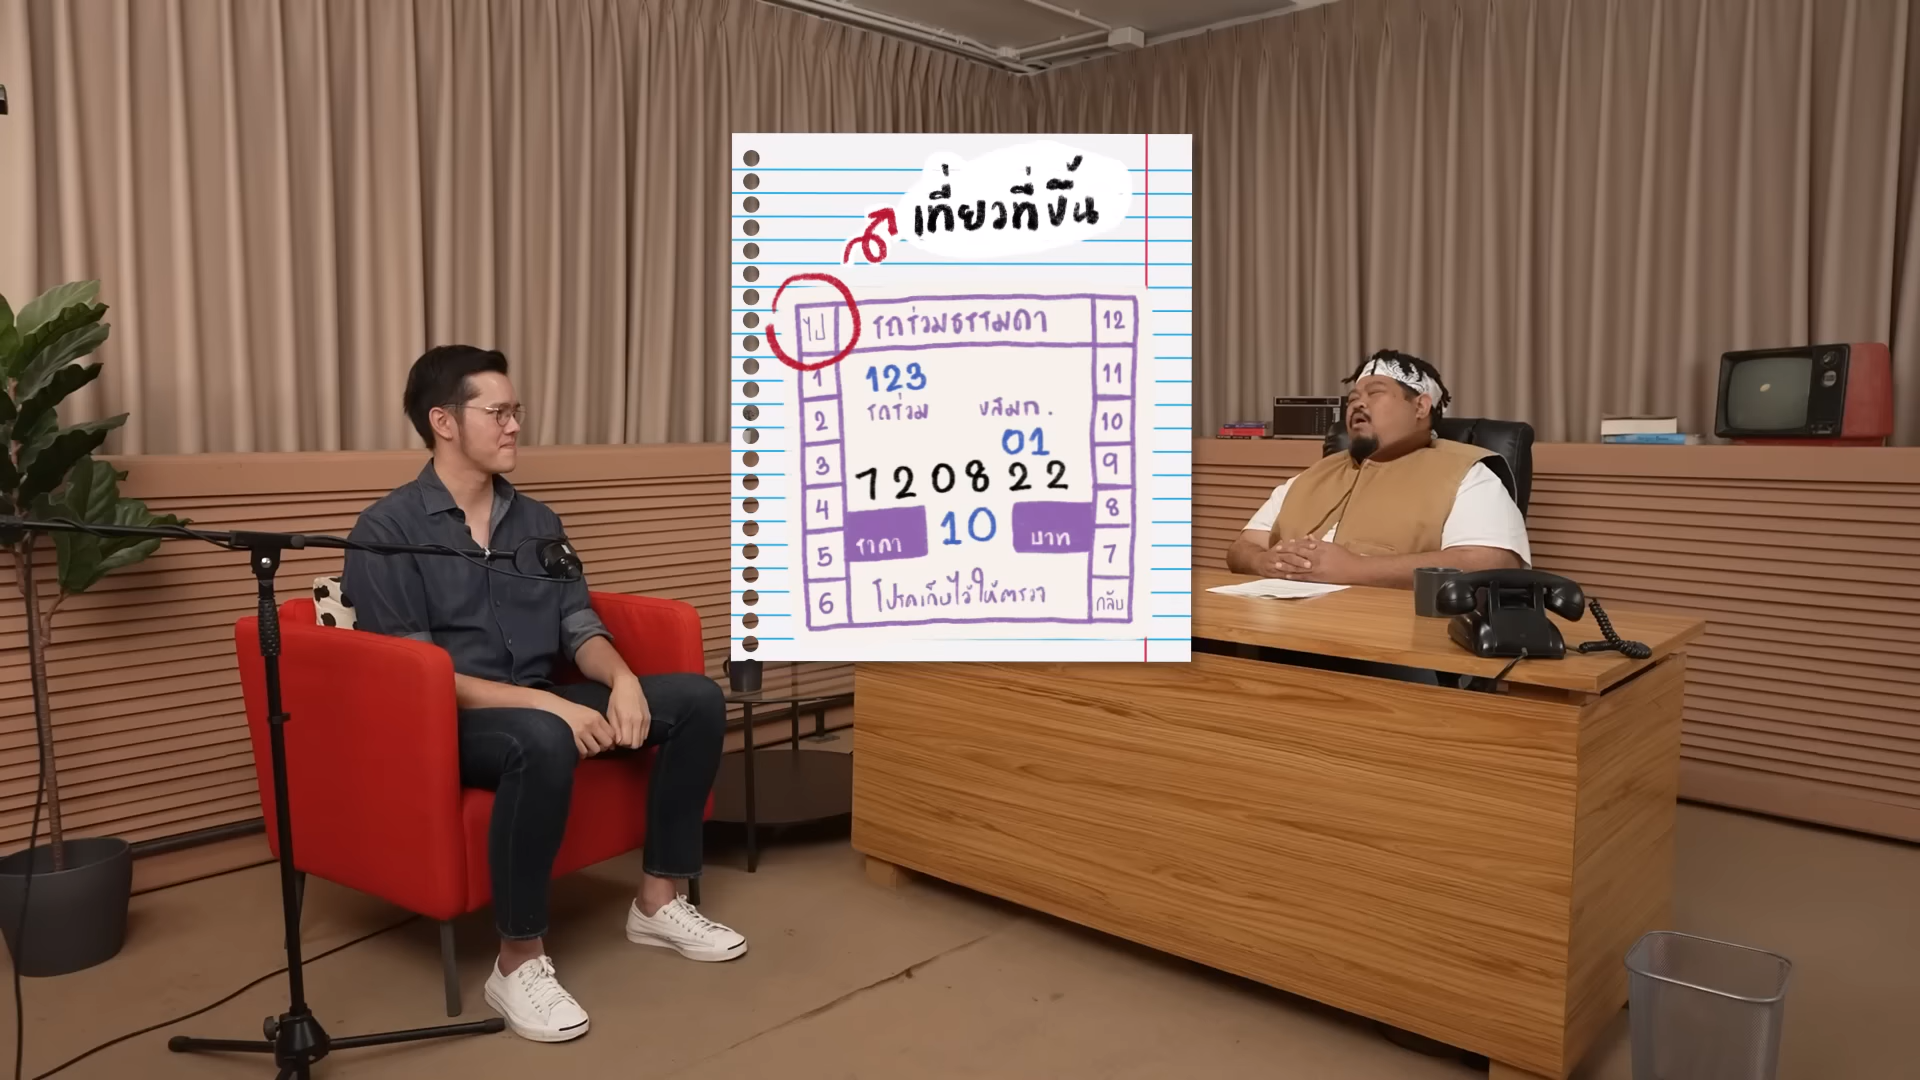 เที่ยวที่ขึ้น
ไป รถร่วมธรรมดา 12
1 123 11
2 รถร่วม ขสมก. 10
01
3 720822 9
4 8
5 ราคา 10 บาท 7
6 โปรดเก็บไว้ให้ตรวจ กลับ